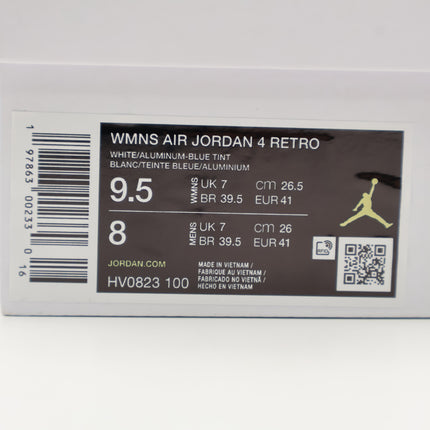 WMNS AIR JORDAN 4 RETRO
WHITE/ALUMINUM-BLUE TINT
BLANC/TEINTE BLEUE/ALUMINIUM
9.5 WMNS UK 7 cm 26.5
BR 39.5 EUR 41
8 MENS UK 7 cm 26
BR 39.5 EUR 41
JORDAN.COM
HV0823 100
MADE IN VIETNAM /
FABRIQUÉ AU VIETNAM /
FABRICADO NO VIETNÃ /
HECHO EN VIETNAM
1 97863 00233 0 16